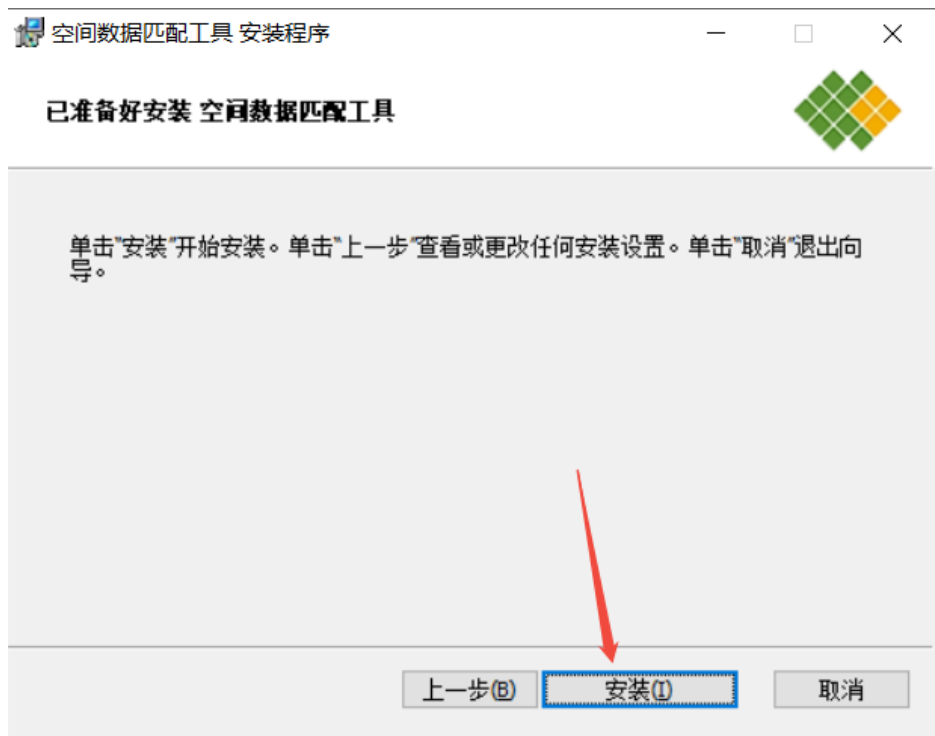 空间数据匹配工具 安装程序
已准备好安装 空间数据匹配工具
单击"安装"开始安装。单击"上一步"查看或更改任何安装设置。单击"取消"退出向
导。
上一步(B) 安装(I) 取消